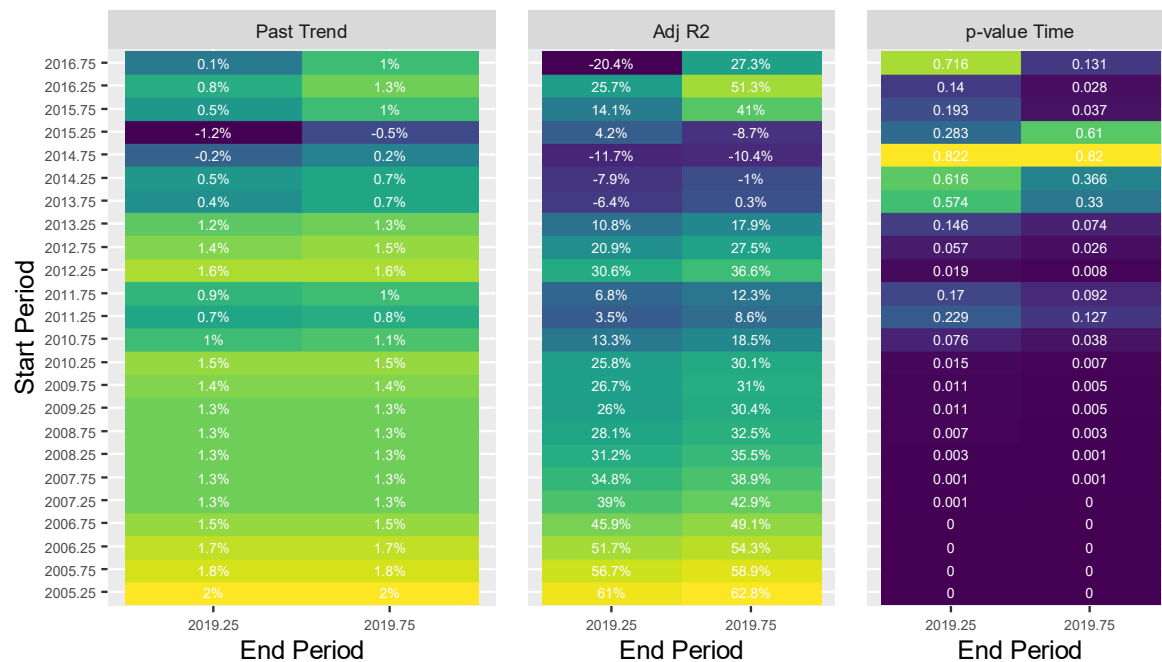 Past Trend Adj R2 p-value Time
Start Period
2016.75 0.1% 1% -20.4% 27.3% 0.716 0.131
2016.25 0.8% 1.3% 25.7% 51.3% 0.14 0.028
2015.75 0.5% 1% 14.1% 41% 0.193 0.037
2015.25 -1.2% -0.5% 4.2% -8.7% 0.283 0.61
2014.75 -0.2% 0.2% -11.7% -10.4% 0.822 0.82
2014.25 0.5% 0.7% -7.9% -1% 0.616 0.366
2013.75 0.4% 0.7% -6.4% 0.3% 0.574 0.33
2013.25 1.2% 1.3% 10.8% 17.9% 0.146 0.074
2012.75 1.4% 1.5% 20.9% 27.5% 0.057 0.026
2012.25 1.6% 1.6% 30.6% 36.6% 0.019 0.008
2011.75 0.9% 1% 6.8% 12.3% 0.17 0.092
2011.25 0.7% 0.8% 3.5% 8.6% 0.229 0.127
2010.75 1% 1.1% 13.3% 18.5% 0.076 0.038
2010.25 1.5% 1.5% 25.8% 30.1% 0.015 0.007
2009.75 1.4% 1.4% 26.7% 31% 0.011 0.005
2009.25 1.3% 1.3% 26% 30.4% 0.011 0.005
2008.75 1.3% 1.3% 28.1% 32.5% 0.007 0.003
2008.25 1.3% 1.3% 31.2% 35.5% 0.003 0.001
2007.75 1.3% 1.3% 34.8% 38.9% 0.001 0.001
2007.25 1.3% 1.3% 39% 42.9% 0.001 0
2006.75 1.5% 1.5% 45.9% 49.1% 0 0
2006.25 1.7% 1.7% 51.7% 54.3% 0 0
2005.75 1.8% 1.8% 56.7% 58.9% 0 0
2005.25 2% 2% 61% 62.8% 0 0
2019.25 2019.75 2019.25 2019.75 2019.25 2019.75
End Period End Period End Period